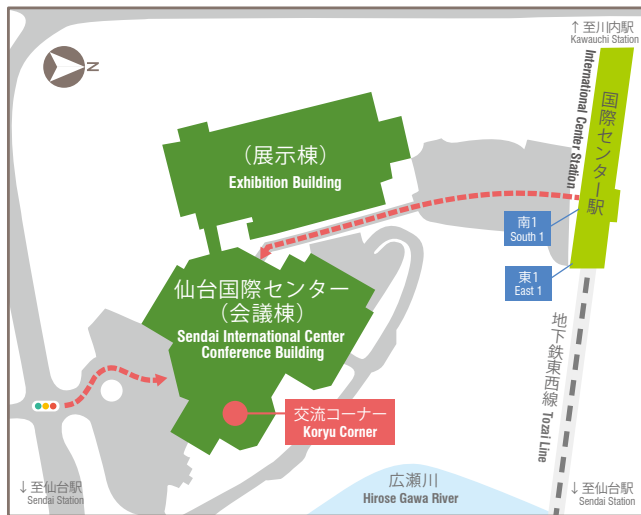 ↑至川内駅
Kawauchi Station
N
国際センター駅
International Center Station
（展示棟）
Exhibition Building
南1
South 1
東1
East 1
仙台国際センター
（会議棟）
Sendai International Center
Conference Building
地下鉄東西線 Tozai Line
交流コーナー
Koryu Corner
広瀬川
Hirose Gawa River
↓至仙台駅
Sendai Station
↓至仙台駅
Sendai Station